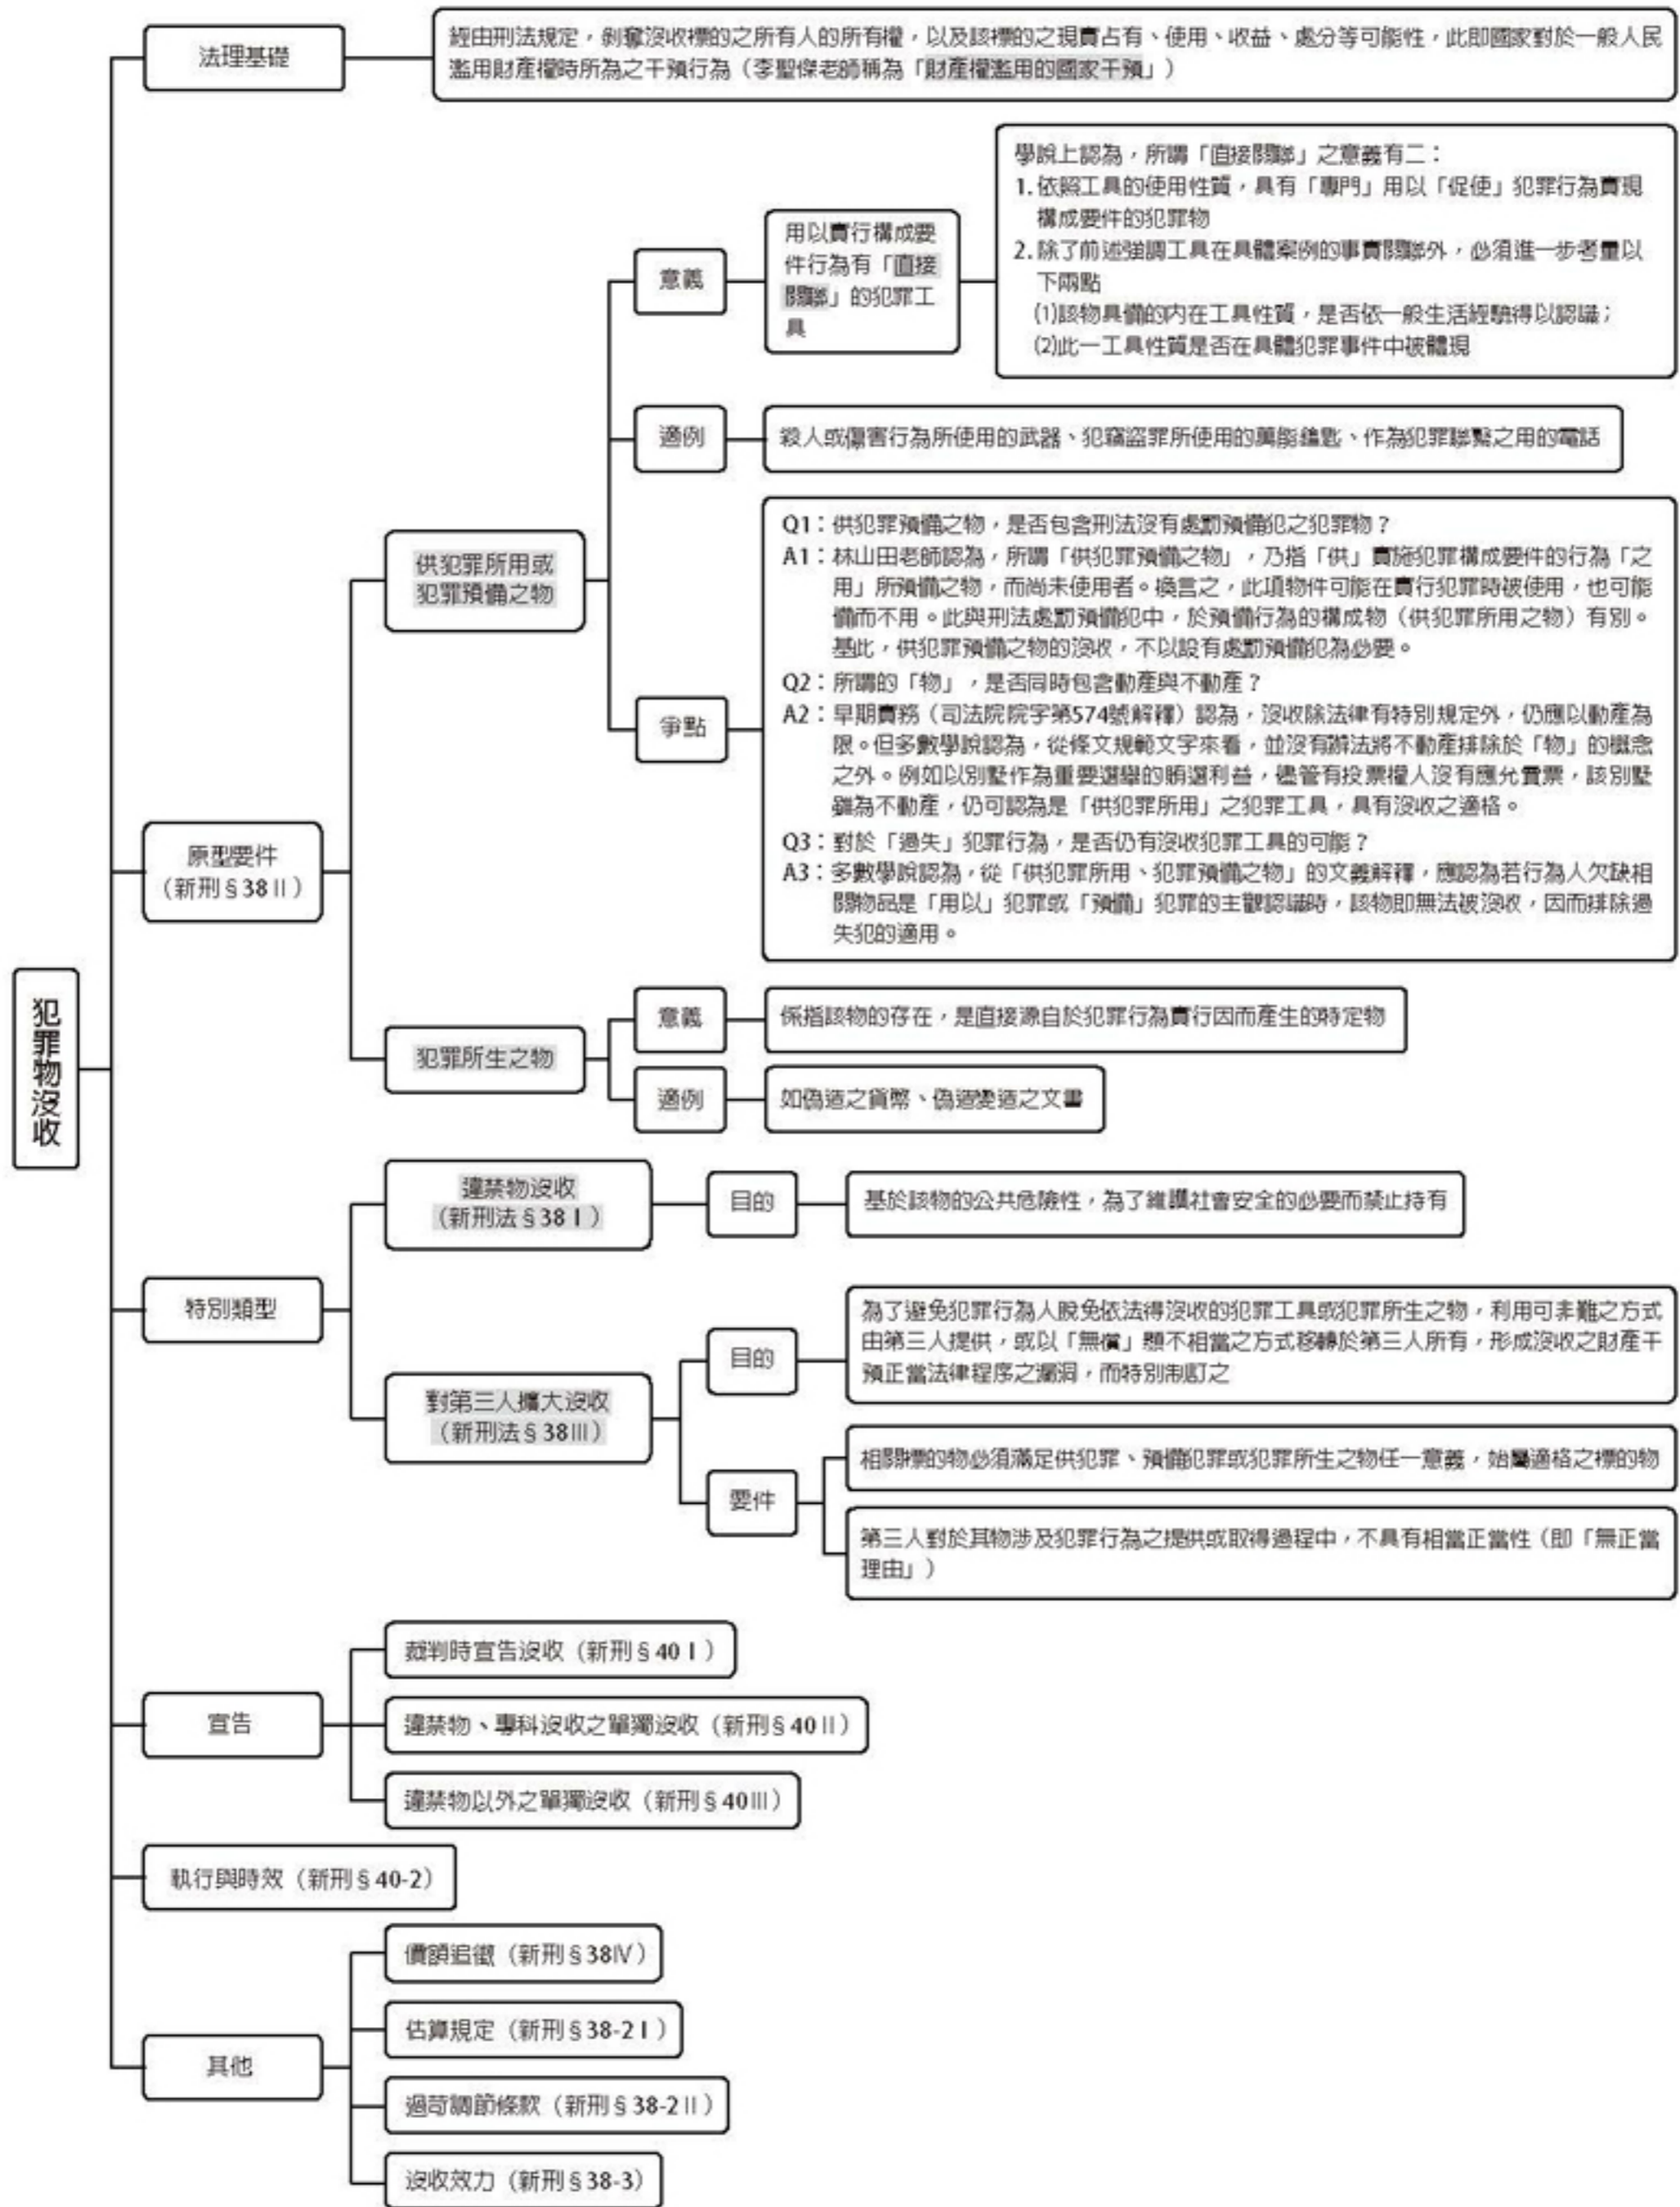 犯罪物沒收
法理基礎
經由刑法規定，剝奪沒收標的之所有人的所有權，以及該標的之現實占有、使用、收益、處分等可能性，此即國家對於一般人民
濫用財產權時所為之干預行為（李聖傑老師稱為「財產權濫用的國家干預」）
原型要件
（新刑§38Ⅱ）
供犯罪所用或
犯罪預備之物
意義
用以實行構成要
件行為有「直接
關聯」的犯罪工
具
學說上認為，所謂「直接關聯」之意義有二：
1. 依照工具的使用性質，具有「專門」用以「促使」犯罪行為實現
構成要件的犯罪物
2. 除了前述強調工具在具體案例的事實關聯外，必須進一步考量以
下兩點
⑴該物具備的內在工具性質，是否依一般生活經驗得以認識；
⑵此一工具性質是否在具體犯罪事件中被體現
適例
殺人或傷害行為所使用的武器、犯竊盜罪所使用的萬能鑰匙、作為犯罪聯繫之用的電話
爭點
Q1：供犯罪預備之物，是否包含刑法沒有處罰預備犯之犯罪物？
A1：林山田老師認為，所謂「供犯罪預備之物」，乃指「供」實施犯罪構成要件的行為「之
用」所預備之物，而尚未使用者。換言之，此項物件可能在實行犯罪時被使用，也可能
備而不用。此與刑法處罰預備犯中，於預備行為的構成物（供犯罪所用之物）有別。
基此，供犯罪預備之物的沒收，不以設有處罰預備犯為必要。
Q2：所謂的「物」，是否同時包含動產與不動產？
A2：早期實務（司法院院字第574號解釋）認為，沒收除法律有特別規定外，仍應以動產為
限。但多數學說認為，從條文規範文字來看，並沒有辦法將不動產排除於「物」的概念
之外。例如以別墅作為重要選舉的賄選利益，儘管有投票權人沒有應允賣票，該別墅
雖為不動產，仍可認為是「供犯罪所用」之犯罪工具，具有沒收之適格。
Q3：對於「過失」犯罪行為，是否仍有沒收犯罪工具的可能？
A3：多數學說認為，從「供犯罪所用、犯罪預備之物」的文義解釋，應認為若行為人欠缺相
關物品是「用以」犯罪或「預備」犯罪的主觀認識時，該物即無法被沒收，因而排除過
失犯的適用。
犯罪所生之物
意義
係指該物的存在，是直接源自於犯罪行為實行因而產生的特定物
適例
如偽造之貨幣、偽造變造之文書
特別類型
違禁物沒收
（新刑法§38Ⅰ）
目的
基於該物的公共危險性，為了維護社會安全的必要而禁止持有
對第三人擴大沒收
（新刑法§38Ⅲ）
目的
為了避免犯罪行為人脫免依法得沒收的犯罪工具或犯罪所生之物，利用可非難之方式
由第三人提供，或以「無償」顯不相當之方式移轉於第三人所有，形成沒收之財產干
預正當法律程序之漏洞，而特別制訂之
要件
相關標的物必須滿足供犯罪、預備犯罪或犯罪所生之物任一意義，始屬適格之標的物
第三人對於其物涉及犯罪行為之提供或取得過程中，不具有相當正當性（即「無正當
理由」）
宣告
裁判時宣告沒收（新刑§40Ⅰ）
違禁物、專科沒收之單獨沒收（新刑§40Ⅱ）
違禁物以外之單獨沒收（新刑§40Ⅲ）
執行與時效（新刑§40-2）
其他
價額追徵（新刑§38Ⅳ）
估算規定（新刑§38-2Ⅰ）
過苛調節條款（新刑§38-2Ⅱ）
沒收效力（新刑§38-3）